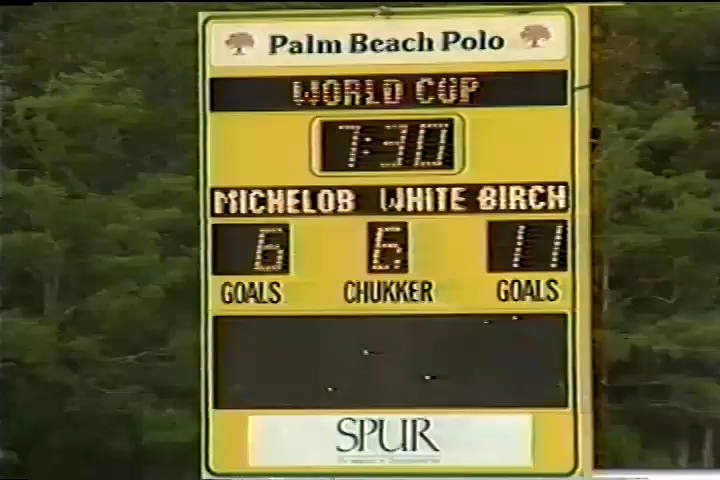 Palm Beach Polo
WORLD CUP
7:30
MICHELOB WHITE BIRCH
6 6 11
GOALS CHUKKER GOALS
SPUR